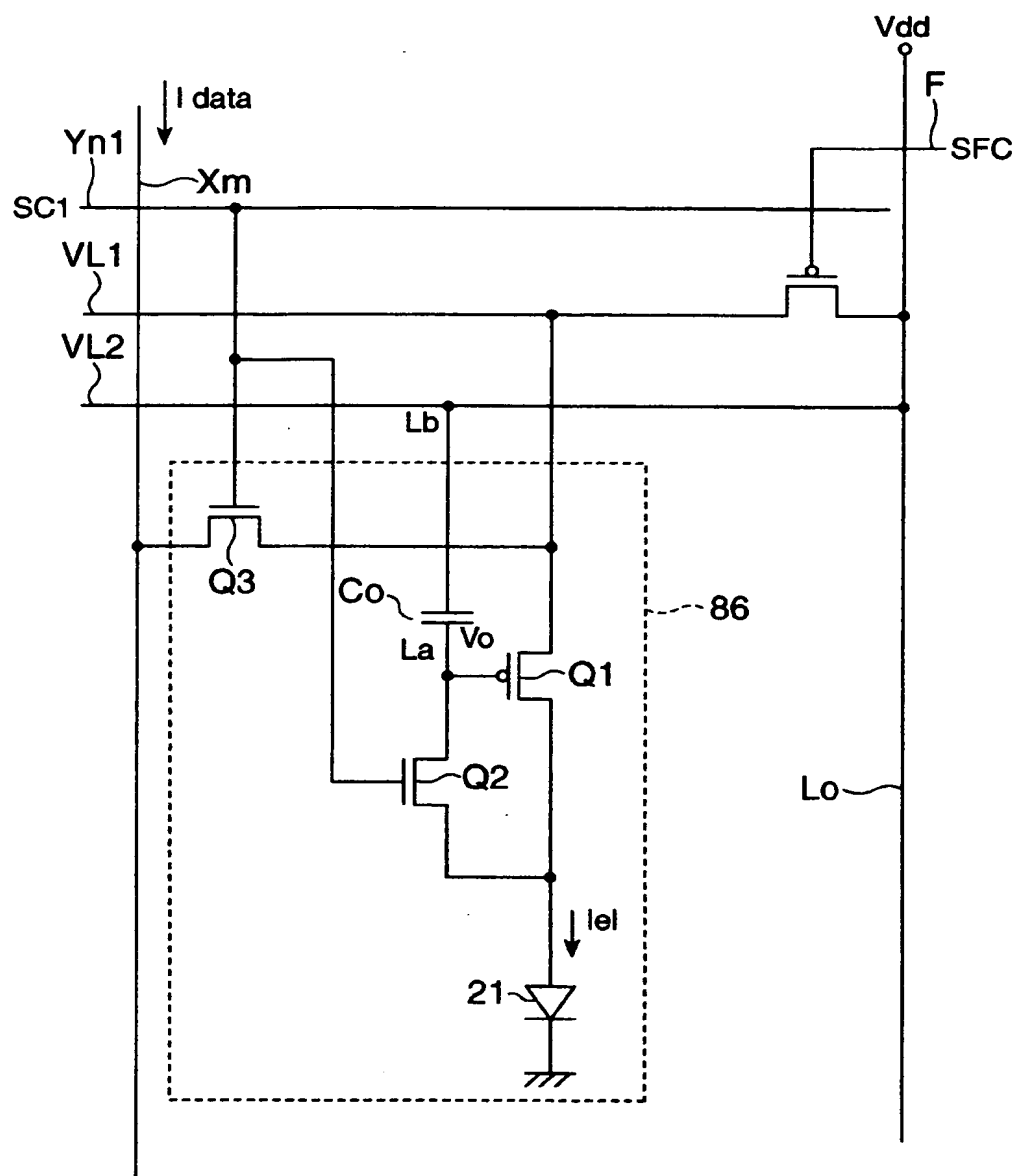 Vdd
I data
F
Yn1
SFC
Xm
SC1
VL1
VL2
Lb
Q3
Co
86
Vo
La
Q1
Q2
Lo
Iel
21